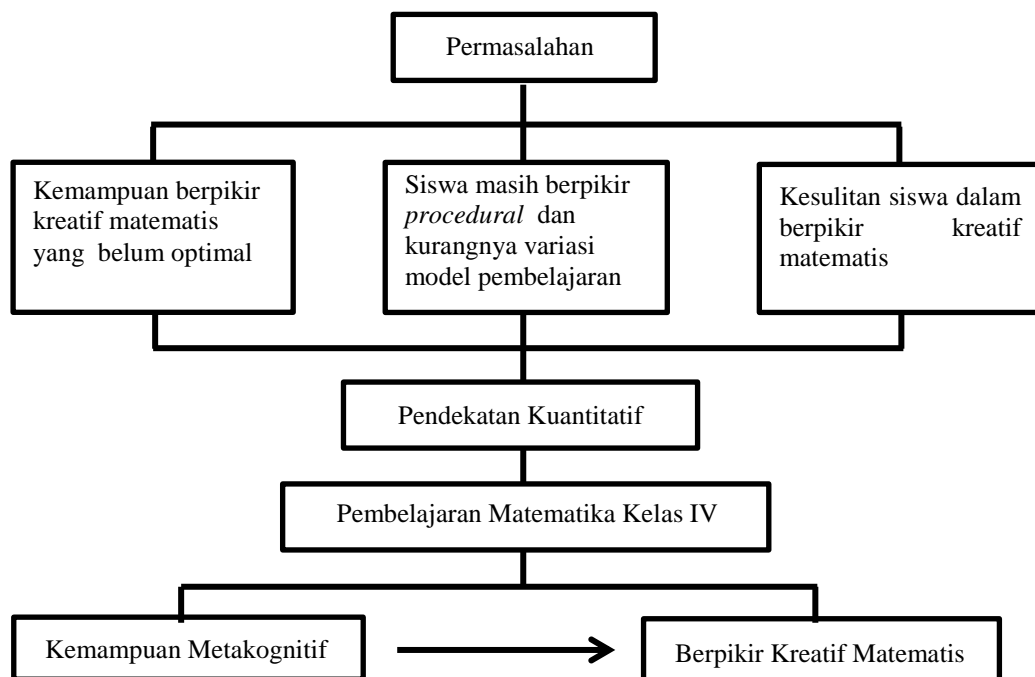 Permasalahan
Kemampuan berpikir
kreatif matematis
yang belum optimal
Siswa masih berpikir
procedural dan
kurangnya variasi
model pembelajaran
Kesulitan siswa dalam
berpikir kreatif
matematis
Pendekatan Kuantitatif
Pembelajaran Matematika Kelas IV
Kemampuan Metakognitif
Berpikir Kreatif Matematis